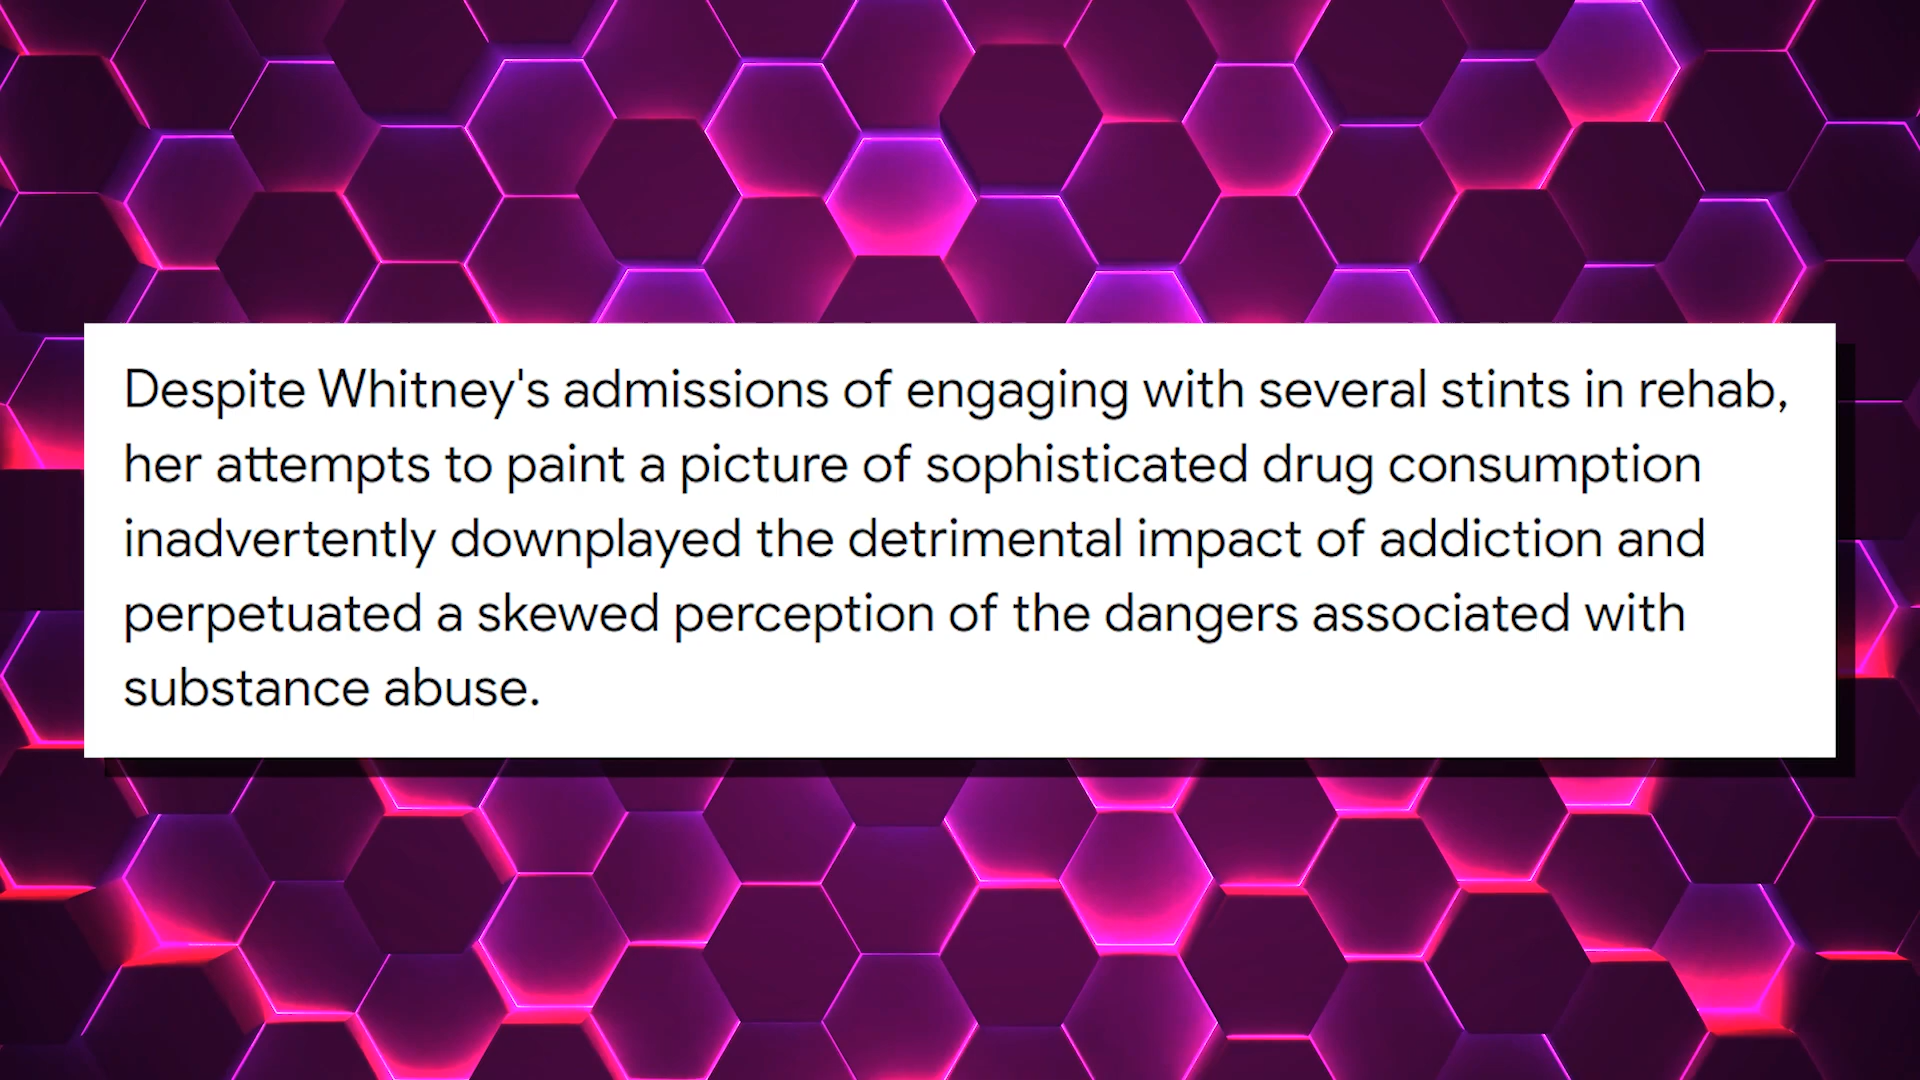 Despite Whitney's admissions of engaging with several stints in rehab,
her attempts to paint a picture of sophisticated drug consumption
inadvertently downplayed the detrimental impact of addiction and
perpetuated a skewed perception of the dangers associated with
substance abuse.